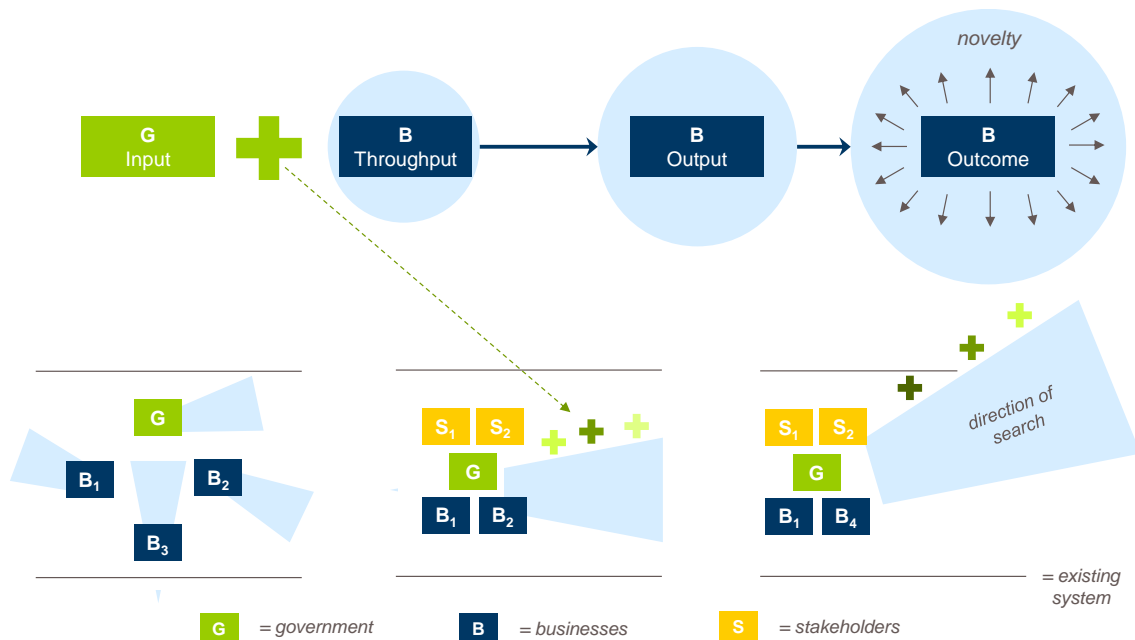 novelty
G
Input
B
Throughput
B
Output
B
Outcome
G
B1
B2
B3
S1
S2
G
B1
B2
S1
S2
G
B1
B4
direction of
search
= existing
system
G
= government
B
= businesses
S
= stakeholders